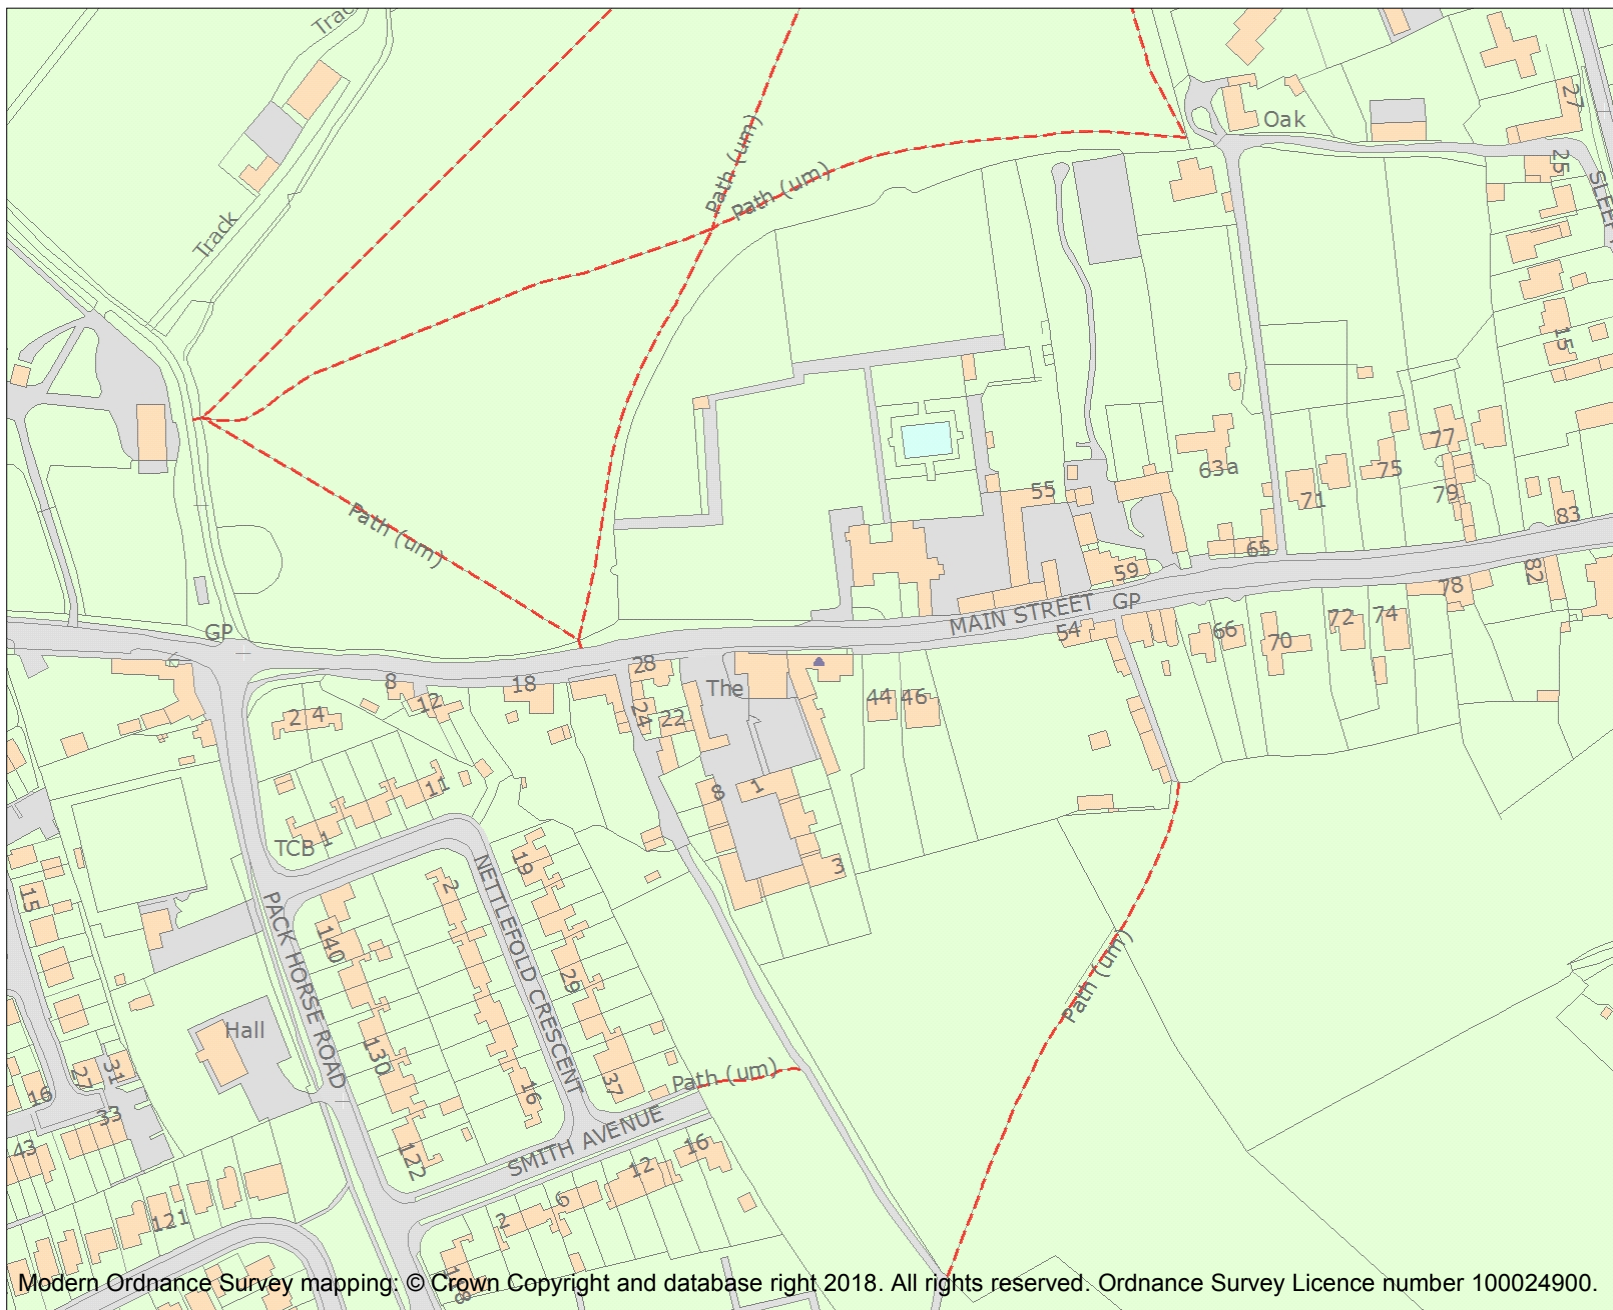 Trac
Oak
27
25
SLEEP
Path (um)
Path (um)
Track
15
77
63a
75
55
71
79
83
Path (um)
65
59
78
82
GP
MAIN STREET
GP
54
66
70
72
74
28
The
8
12
18
24
22
44
46
2
4
11
8
1
1
TCB
3
19
2
15
NETTLEFOLD CRESCENT
PACK HORSE ROAD
140
29
Path (um)
Hall
130
31
27
16
33
16
37
Path (um)
43
122
SMITH AVENUE
16
12
6
2
121
Modern Ordnance Survey mapping: © Crown Copyright and database right 2018. All rights reserved. Ordnance Survey Licence number 100024900.